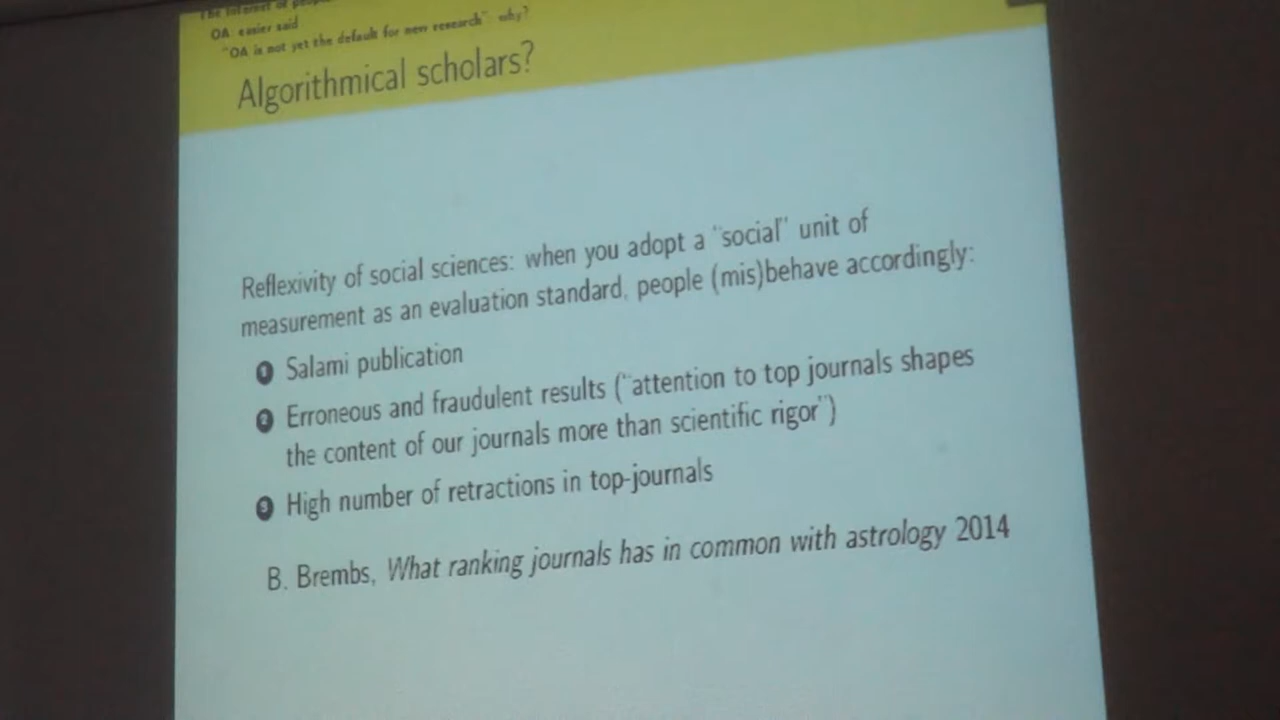 The Internet of
OA: easier said
"OA is not yet the default for new research" why?
Algorithmical scholars?
Reflexivity of social sciences: when you adopt a "social" unit of
measurement as an evaluation standard, people (mis)behave accordingly:
1 Salami publication
2 Erroneous and fraudulent results ("attention to top journals shapes
the content of our journals more than scientific rigor")
3 High number of retractions in top-journals
B. Brembs, What ranking journals has in common with astrology 2014